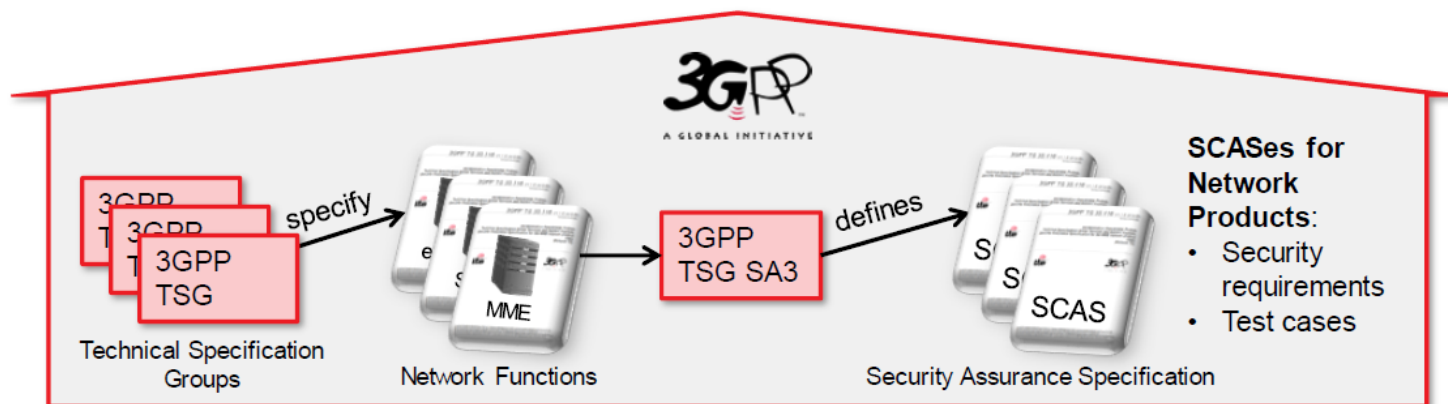 3GPP
A GLOBAL INITIATIVE
3GPP
3GPP
3GPP
TSG
specify
Technical Specification
Groups
MME
Network Functions
3GPP
TSG SA3
defines
SCAS
Security Assurance Specification
SCASes for
Network
Products:
• Security
requirements
• Test cases